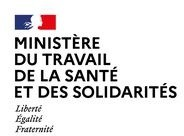 MINISTÈRE
DU TRAVAIL
DE LA SANTÉ
ET DES SOLIDARITÉS
Liberté
Égalité
Fraternité